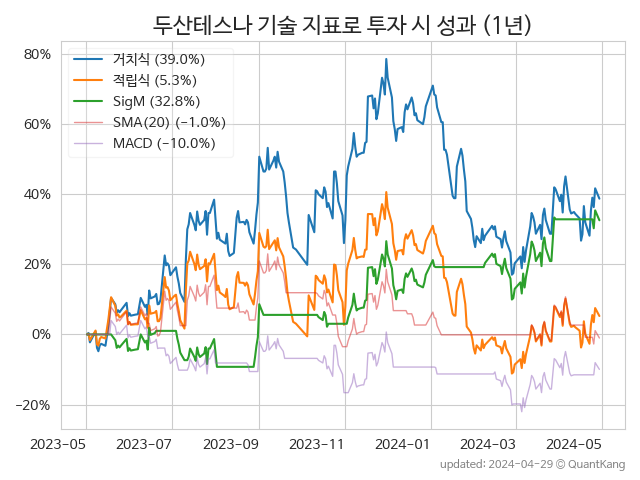 두산테스나 기술 지표로 투자 시 성과 (1년)
80%
60%
40%
20%
0%
−20%
거치식 (39.0%)
적립식 (5.3%)
SigM (32.8%)
SMA(20) (−1.0%)
MACD (−10.0%)
2023-05
2023-07
2023-09
2023-11
2024-01
2024-03
2024-05
updated: 2024-04-29 ⓒ QuantKang